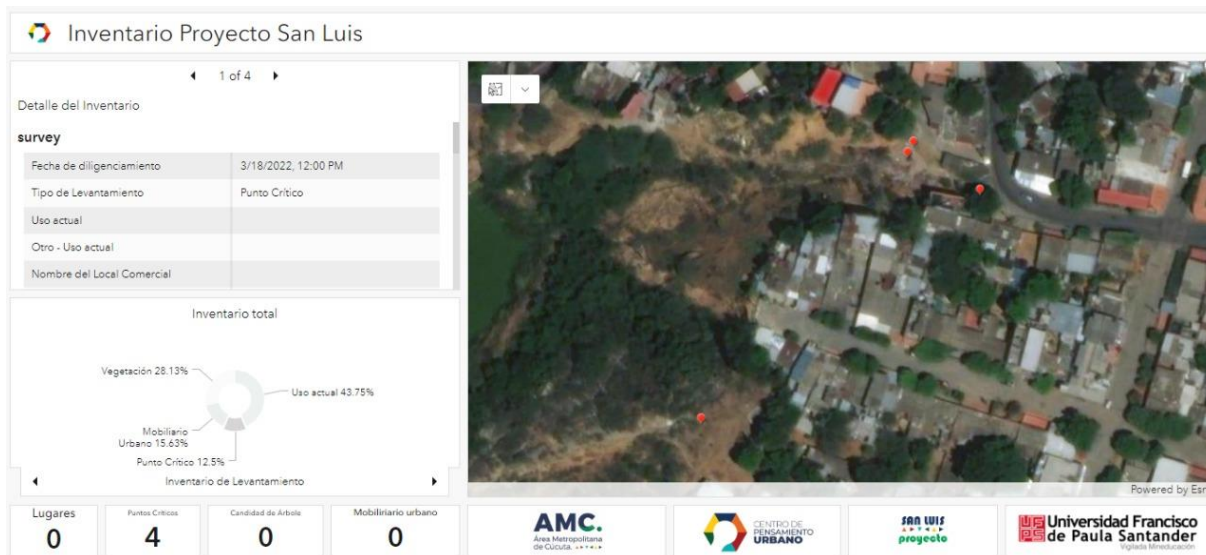 Inventario Proyecto San Luis
1 of 4
Detalle del Inventario
survey
Fecha de diligenciamiento 3/18/2022, 12:00 PM
Tipo de Levantamiento Punto Crítico
Uso actual
Otro - Uso actual
Nombre del Local Comercial
Inventario total
Vegetación 28.13%
Uso actual 43.75%
Mobiliario
Urbano 15.63%
Punto Crítico 12.5%
Inventario de Levantamiento
Powered by Esr
Lugares
0
Puntos Críticos
4
Candidad de Árbole
0
Mobiliriario urbano
0
AMC.
Área Metropolitana
de Cúcuta.
CENTRO DE
PENSAMIENTO
URBANO
SAN LUIS
proyecto
Universidad Francisco
de Paula Santander
Vigilada Mineducación